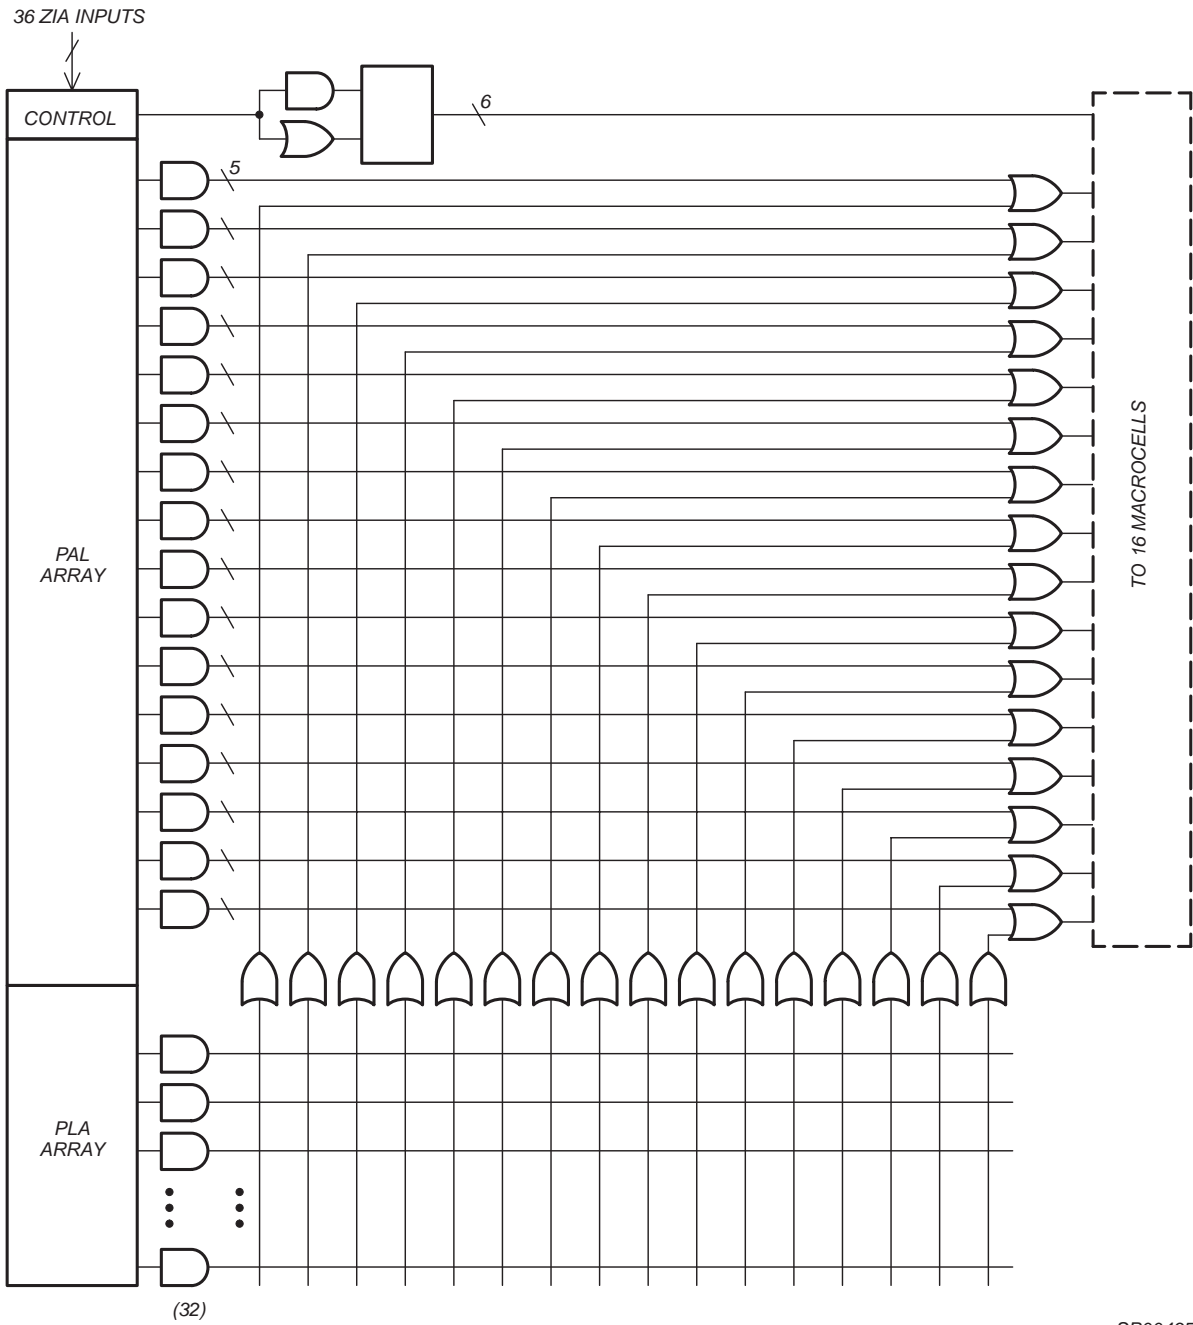 36 ZIA INPUTS
CONTROL
6
5
PAL
ARRAY
TO 16 MACROCELLS
PLA
ARRAY
(32)